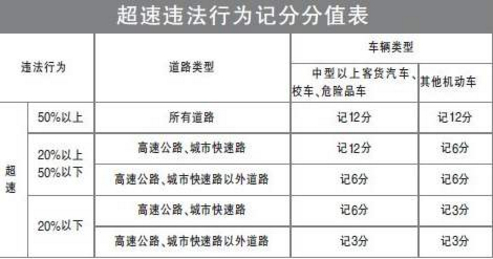 超速违法行为记分分值表
违法行为 道路类型 车辆类型
中型以上客货汽车、校车、危险品车 其他机动车
超速 50%以上 所有道路 记12分 记12分
20%以上50%以下 高速公路、城市快速路 记12分 记6分
高速公路、城市快速路以外道路 记6分 记6分
20%以下 高速公路、城市快速路 记6分 记3分
高速公路、城市快速路以外道路 记3分 记3分